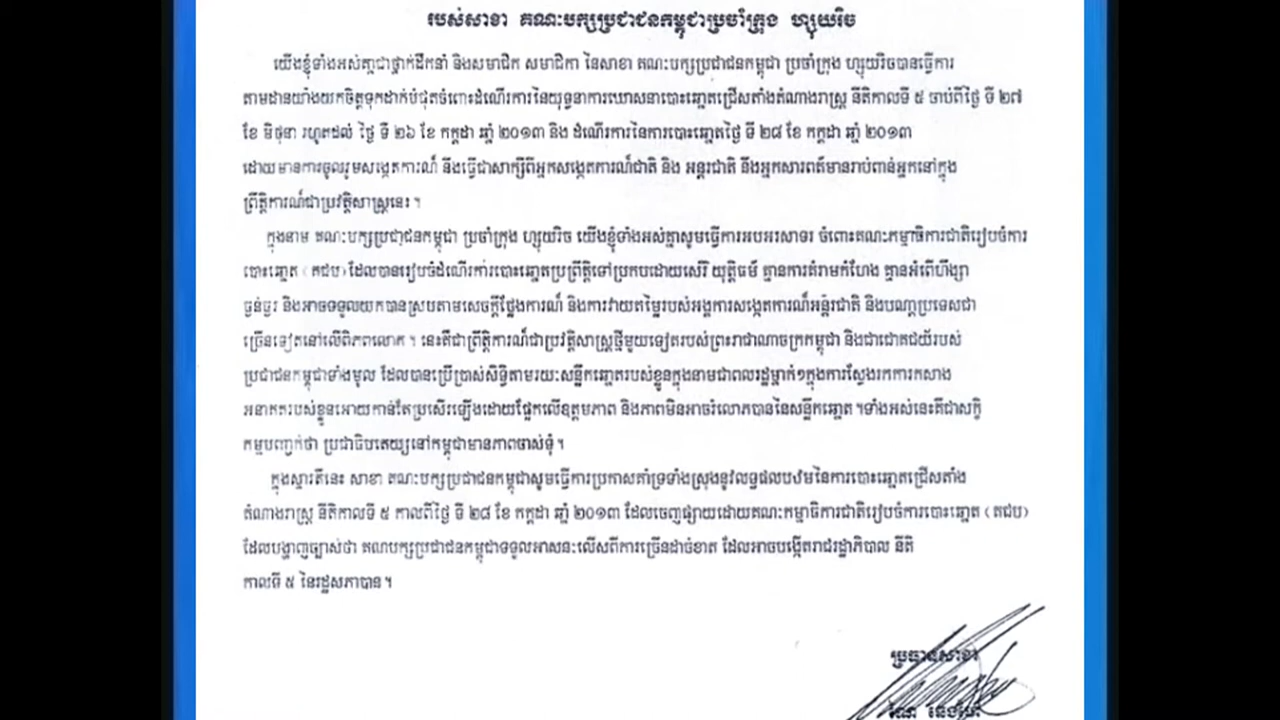 របស់សាខា គណៈបក្សប្រជាជនកម្ពុជាប្រចាំក្រុង ហ្សុយរិច
យើងខ្ញុំទាំងអស់គ្នាជាថ្នាក់ដឹកនាំ និងសមាជិក សមាជិកា នៃសាខា គណៈបក្សប្រជាជនកម្ពុជា ប្រចាំក្រុង ហ្សុយរិចបានធ្វើការ
តាមដានយ៉ាងយកចិត្តទុកដាក់បំផុតចំពោះដំណើរការនៃយុទ្ធនាការឃោសនាបោះឆ្នោតជ្រើសតាំងតំណាងរាស្ត្រ នីតិកាលទី ៥ ចាប់ពីថ្ងៃ ទី ២៧
ខែ មិថុនា រហូតដល់ ថ្ងៃ ទី ២៦ ខែ កក្កដា ឆ្នាំ ២០១៣ និង ដំណើរការនៃការបោះឆ្នោតថ្ងៃ ទី ២៨ ខែ កក្កដា ឆ្នាំ ២០១៣
ដោយមានការចូលរួមសង្កេតការណ៍ នឹងធ្វើជាសាក្សីពីអ្នកសង្កេតការណ៍ជាតិ និង អន្តរជាតិ នឹងអ្នកសារពត៌មានរាប់ពាន់អ្នកនៅក្នុង
ព្រឹត្តិការណ៍ជាប្រវត្តិសាស្ត្រនេះ។
ក្នុងនាម គណៈបក្សប្រជាជនកម្ពុជា ប្រចាំក្រុង ហ្សុយរិច យើងខ្ញុំទាំងអស់គ្នាសូមធ្វើការអបអរសាទរ ចំពោះគណៈកម្មាធិការជាតិរៀបចំការ
បោះឆ្នោត (គជប) ដែលបានរៀបចំដំណើរការបោះឆ្នោតប្រព្រឹត្តិទៅប្រកបដោយសេរី យុត្តិធម៌ គ្មានការគំរាមកំហែង គ្មានអំពើហឹង្សា
ធ្ងន់ធ្ងរ និងអាចទទួលយកបានស្របតាមសេចក្តីថ្លែងការណ៍ និងការវាយតម្លៃរបស់អង្គការសង្កេតការណ៍អន្តរជាតិ និងបណ្តាប្រទេសជា
ច្រើនទៀតនៅលើពិភពលោក។ នេះគឺជាព្រឹត្តិការណ៍ជាប្រវត្តិសាស្ត្រថ្មីមួយទៀតរបស់ព្រះរាជាណាចក្រកម្ពុជា និងជាជោគជយ័របស់
ប្រជាជនកម្ពុជាទាំងមូល ដែលបានប្រើប្រាស់សិទ្ធិតាមរយៈសន្លឹកឆ្នោតរបស់ខ្លួនក្នុងនាមជាពលរដ្ឋម្នាក់១ក្នុងការស្វែងរកការកសាង
អនាគតរបស់ខ្លួនអោយកាន់តែប្រសើរឡើងដោយផ្អែកលើឧត្តមភាព និងភាពមិនអាចរំលោភបាននៃសន្លឹកឆ្នោត។ទាំងអស់នេះគឺជាសក្ខិ
កម្មបញ្ជាក់ថា ប្រជាធិបតេយ្យនៅកម្ពុជាមានភាពចាស់ទុំ។
ក្នុងស្មារតីនេះ សាខា គណៈបក្សប្រជាជនកម្ពុជាសូមធ្វើការប្រកាសគាំទ្រទាំងស្រុងនូវលទ្ធផលបឋមនៃការបោះឆ្នោតជ្រើសតាំង
តំណាងរាស្ត្រ នីតិកាលទី ៥ កាលពីថ្ងៃ ទី ២៨ ខែ កក្កដា ឆ្នាំ ២០១៣ ដែលចេញផ្សាយដោយគណៈកម្មាធិការជាតិរៀបចំការបោះឆ្នោត (គជប)
ដែលបង្ហាញច្បាស់ថា គណបក្សប្រជាជនកម្ពុជាទទួលអាសនៈលើសពីការច្រើនដាច់ខាត ដែលអាចបង្កើតរាជរដ្ឋាភិបាល នីតិ
កាលទី ៥ នៃរដ្ឋសភាបាន។
ប្រធានសាខា